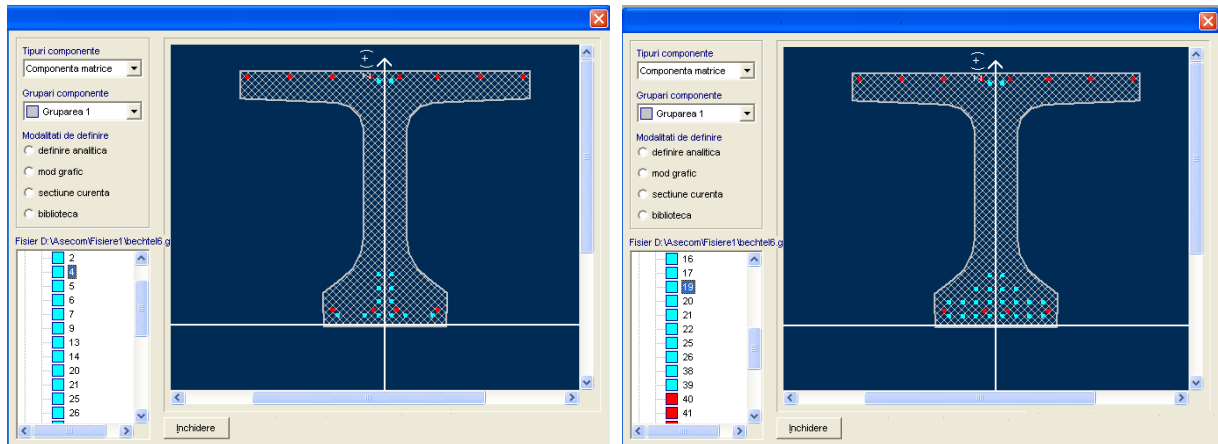 Tipuri componente
Componenta matrice
Grupari componente
Gruparea 1
Modalitati de definire
definire analitica
mod grafic
sectiune curenta
biblioteca
Fisier D:\Asecom\Fisiere1\bechtel6.g
2
4
5
6
7
9
13
14
20
21
25
26
Inchidere
Z (+)
Tipuri componente
Componenta matrice
Grupari componente
Gruparea 1
Modalitati de definire
definire analitica
mod grafic
sectiune curenta
biblioteca
Fisier D:\Asecom\Fisiere1\bechtel6.g
16
17
19
20
21
22
25
26
38
39
40
41
Inchidere
Z (+)